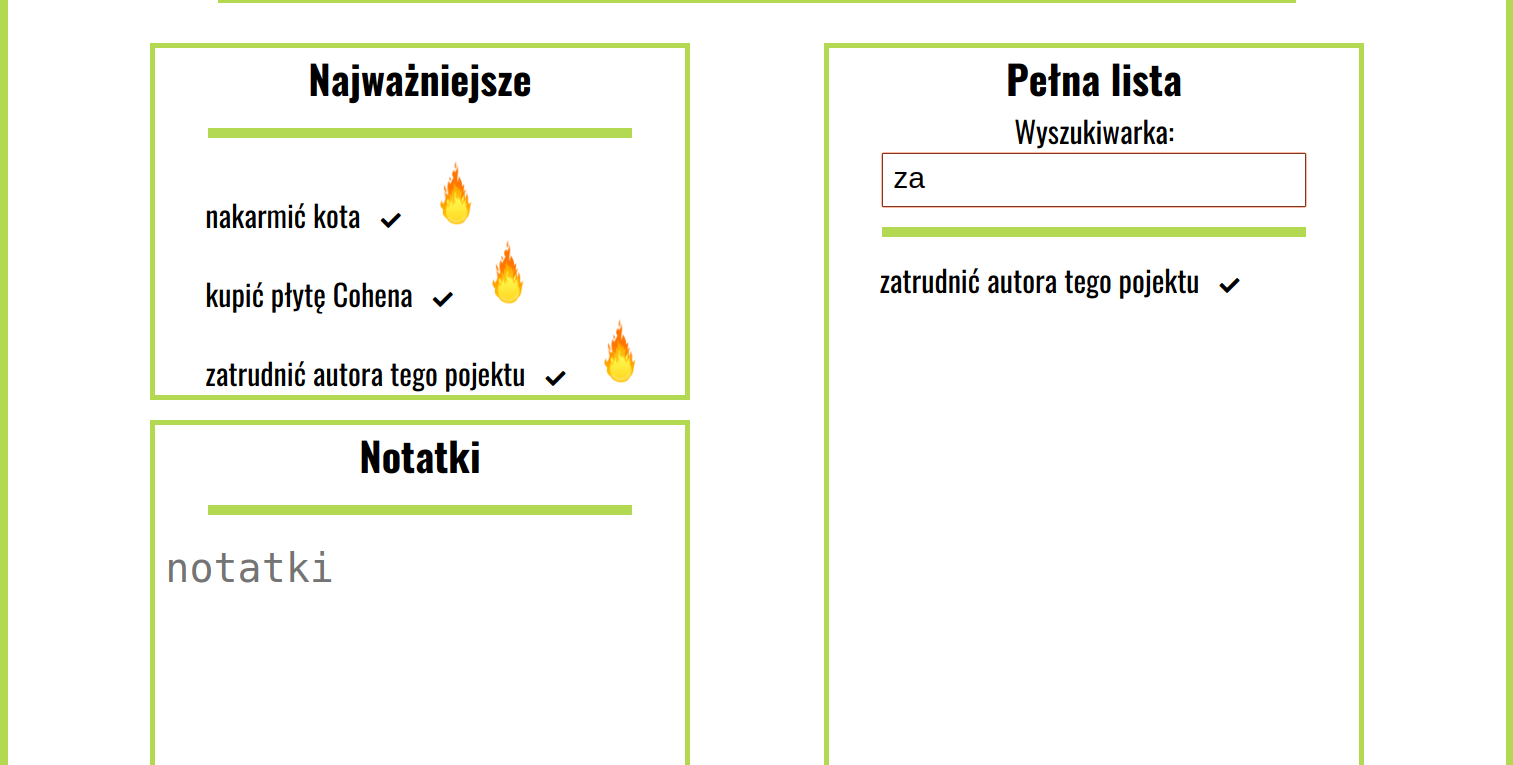 Najważniejsze
nakarmić kota
kupić płytę Cohena
zatrudnić autora tego pojektu
Notatki
notatki
Pełna lista
Wyszukiwarka:
za
zatrudnić autora tego pojektu